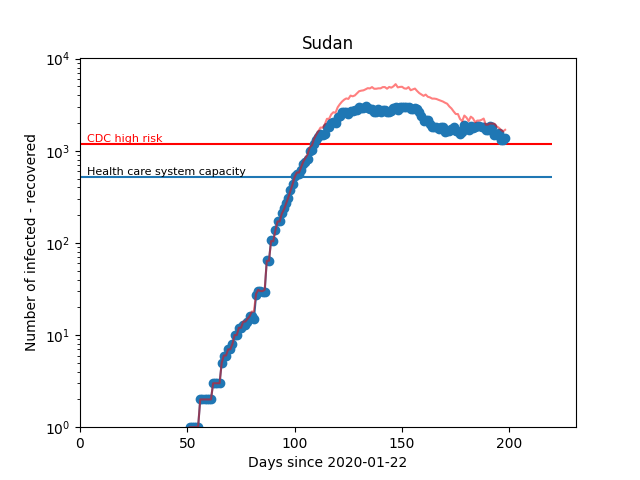 Sudan
10^4
10^3
10^2
10^1
10^0
Number of infected - recovered
CDC high risk
Health care system capacity
0 50 100 150 200
Days since 2020-01-22